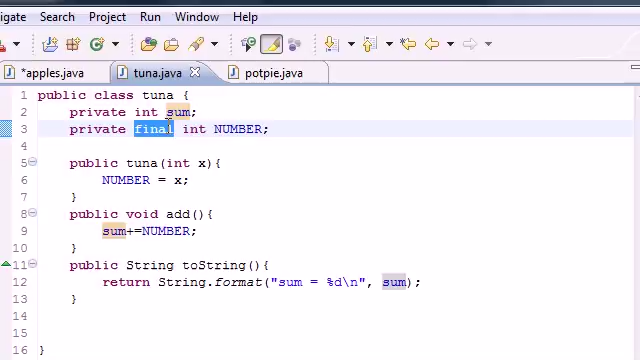 igate Search Project Run Window Help
*apples.java tuna.java potpie.java
1 public class tuna {
2 private int sum;
3 private final int NUMBER;
4
5 public tuna(int x){
6 NUMBER = x;
7 }
8 public void add(){
9 sum+=NUMBER;
10 }
11 public String toString(){
12 return String.format("sum = %d\n", sum);
13 }
14
15
16 }